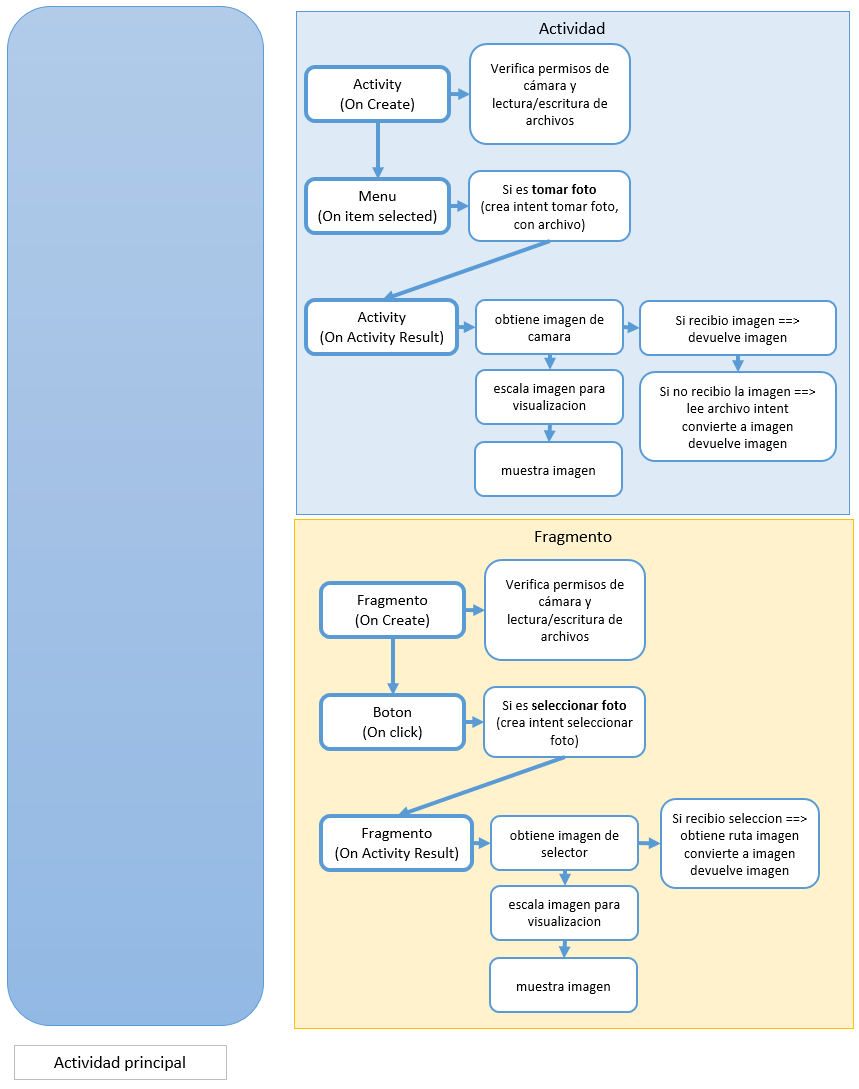 Actividad
Activity
(On Create)
Verifica permisos de
cámara y
lectura/escritura de
archivos
Menu
(On item selected)
Si es tomar foto
(crea intent tomar foto,
con archivo)
Activity
(On Activity Result)
obtiene imagen de
camara
Si recibio imagen ==>
devuelve imagen
escala imagen para
visualizacion
Si no recibio la imagen ==>
lee archivo intent
convierte a imagen
devuelve imagen
muestra imagen
Fragmento
Fragmento
(On Create)
Verifica permisos de
cámara y
lectura/escritura de
archivos
Boton
(On click)
Si es seleccionar foto
(crea intent seleccionar
foto)
Fragmento
(On Activity Result)
obtiene imagen de
selector
Si recibio seleccion ==>
obtiene ruta imagen
convierte a imagen
devuelve imagen
escala imagen para
visualizacion
muestra imagen
Actividad principal